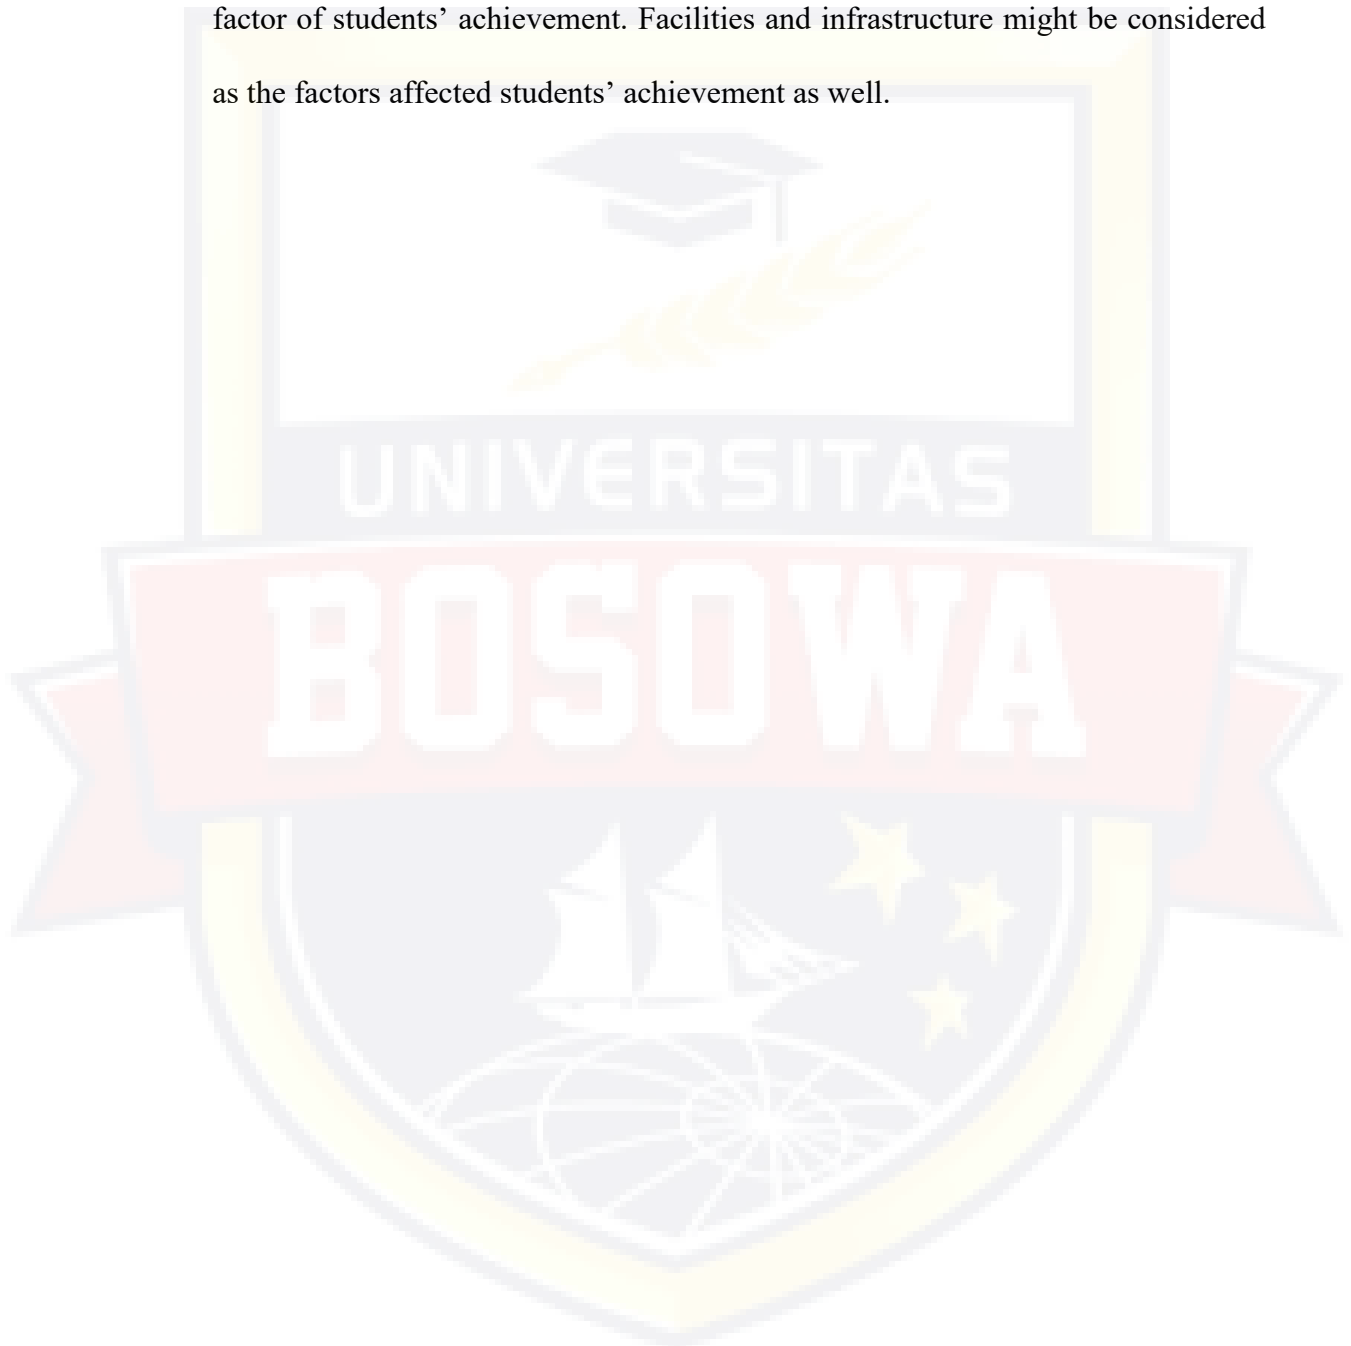 factor of students’ achievement. Facilities and infrastructure might be considered
as the factors affected students’ achievement as well.
UNIVERSITAS
BOSOWA